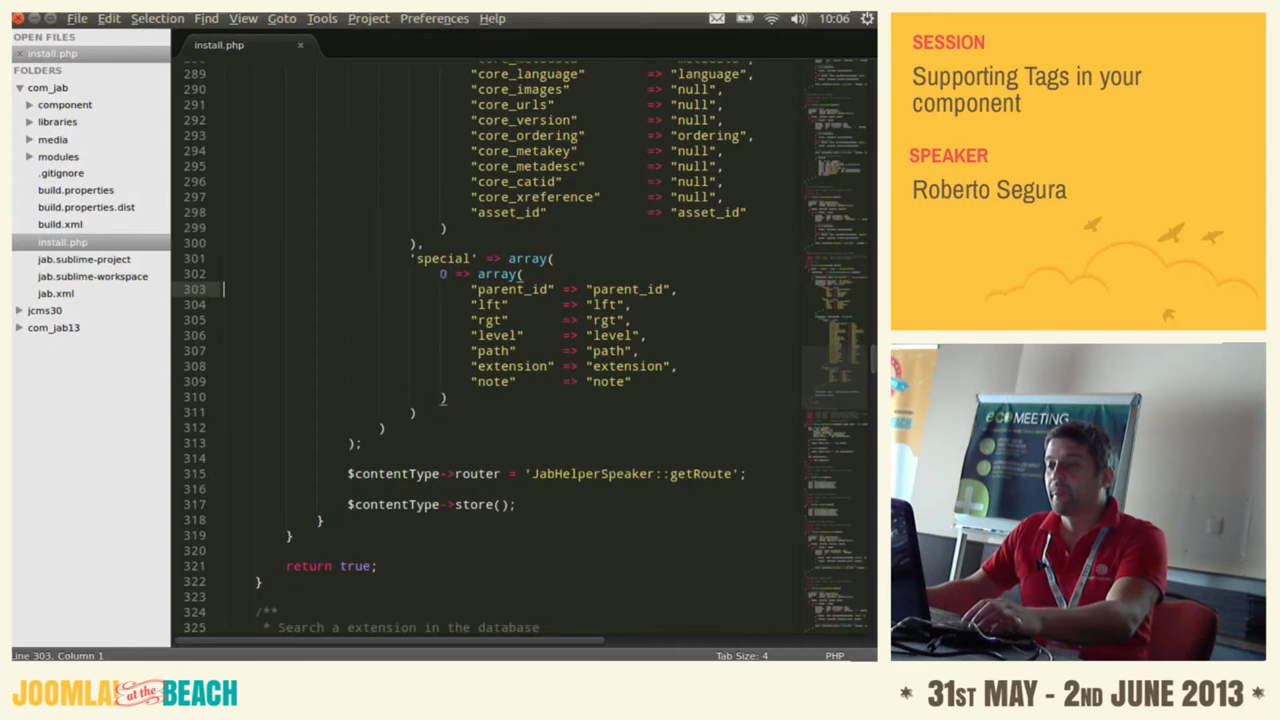 File Edit Selection Find View Goto Tools Project Preferences Help 10:06
OPEN FILES
install.php
FOLDERS
com_jab
component
libraries
media
modules
.gitignore
build.properties
build.properties.dist
build.xml
install.php
jab.sublime-project
jab.sublime-workspace
jab.xml
jcms30
com_jab13
install.php
289 "core_language" => "language",
290 "core_images" => "null",
291 "core_urls" => "null",
292 "core_version" => "null",
293 "core_ordering" => "ordering",
294 "core_metakey" => "null",
295 "core_metadesc" => "null",
296 "core_catid" => "null",
297 "core_xreference" => "null",
298 "asset_id" => "asset_id"
299 )
300 ),
301 'special' => array(
302 0 => array(
303 "parent_id" => "parent_id",
304 "lft" => "lft",
305 "rgt" => "rgt",
306 "level" => "level",
307 "path" => "path",
308 "extension" => "extension",
309 "note" => "note"
310 )
311 )
312 )
313 );
314
315 $contentType->router = 'JabHelperSpeaker::getRoute';
316
317 $contentType->store();
318 }
319 }
320
321 return true;
322 }
323
324 /**
325 * Search a extension in the database
Line 303, Column 1 Tab Size: 4 PHP
SESSION
Supporting Tags in your
component
SPEAKER
Roberto Segura
ecoMEETING
JOOMLA! at the BEACH
* 31ST MAY - 2ND JUNE 2013 *